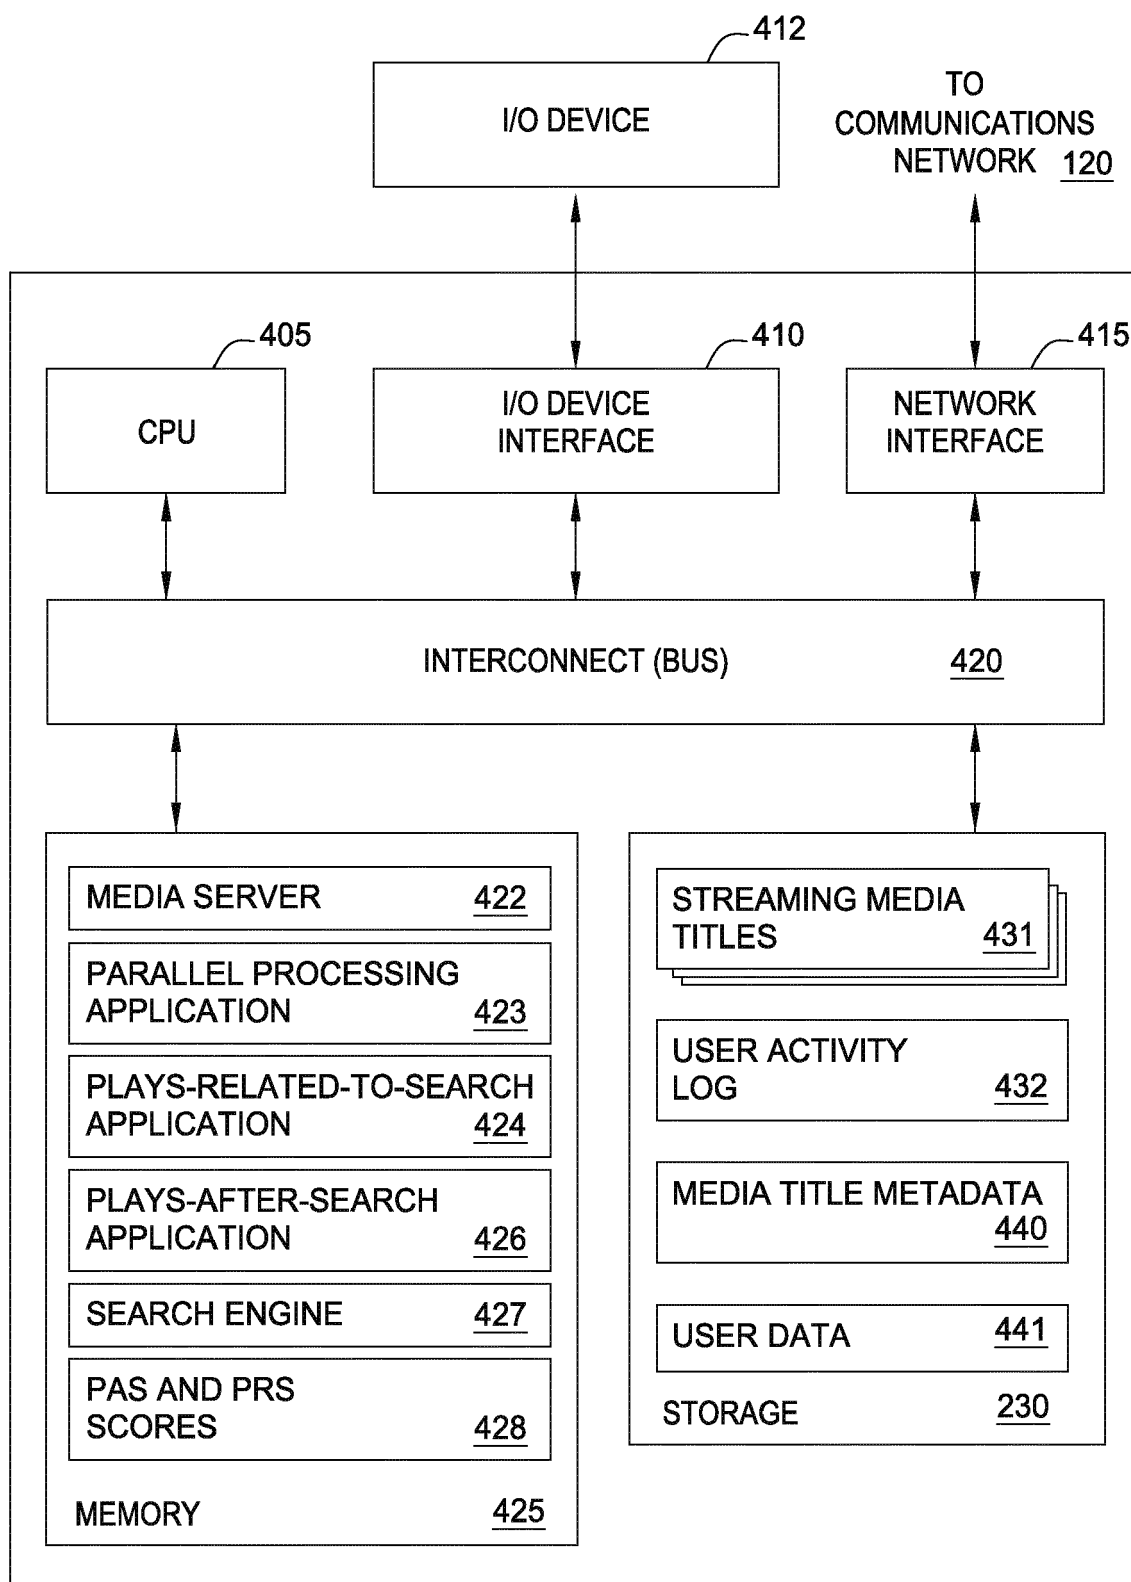 412
I/O DEVICE
TO
COMMUNICATIONS
NETWORK 120
405
410
415
CPU
I/O DEVICE
INTERFACE
NETWORK
INTERFACE
INTERCONNECT (BUS) 420
MEDIA SERVER 422
PARALLEL PROCESSING
APPLICATION 423
PLAYS-RELATED-TO-SEARCH
APPLICATION 424
PLAYS-AFTER-SEARCH
APPLICATION 426
SEARCH ENGINE 427
PAS AND PRS
SCORES 428
MEMORY 425
STREAMING MEDIA
TITLES 431
USER ACTIVITY
LOG 432
MEDIA TITLE METADATA
440
USER DATA 441
STORAGE 230